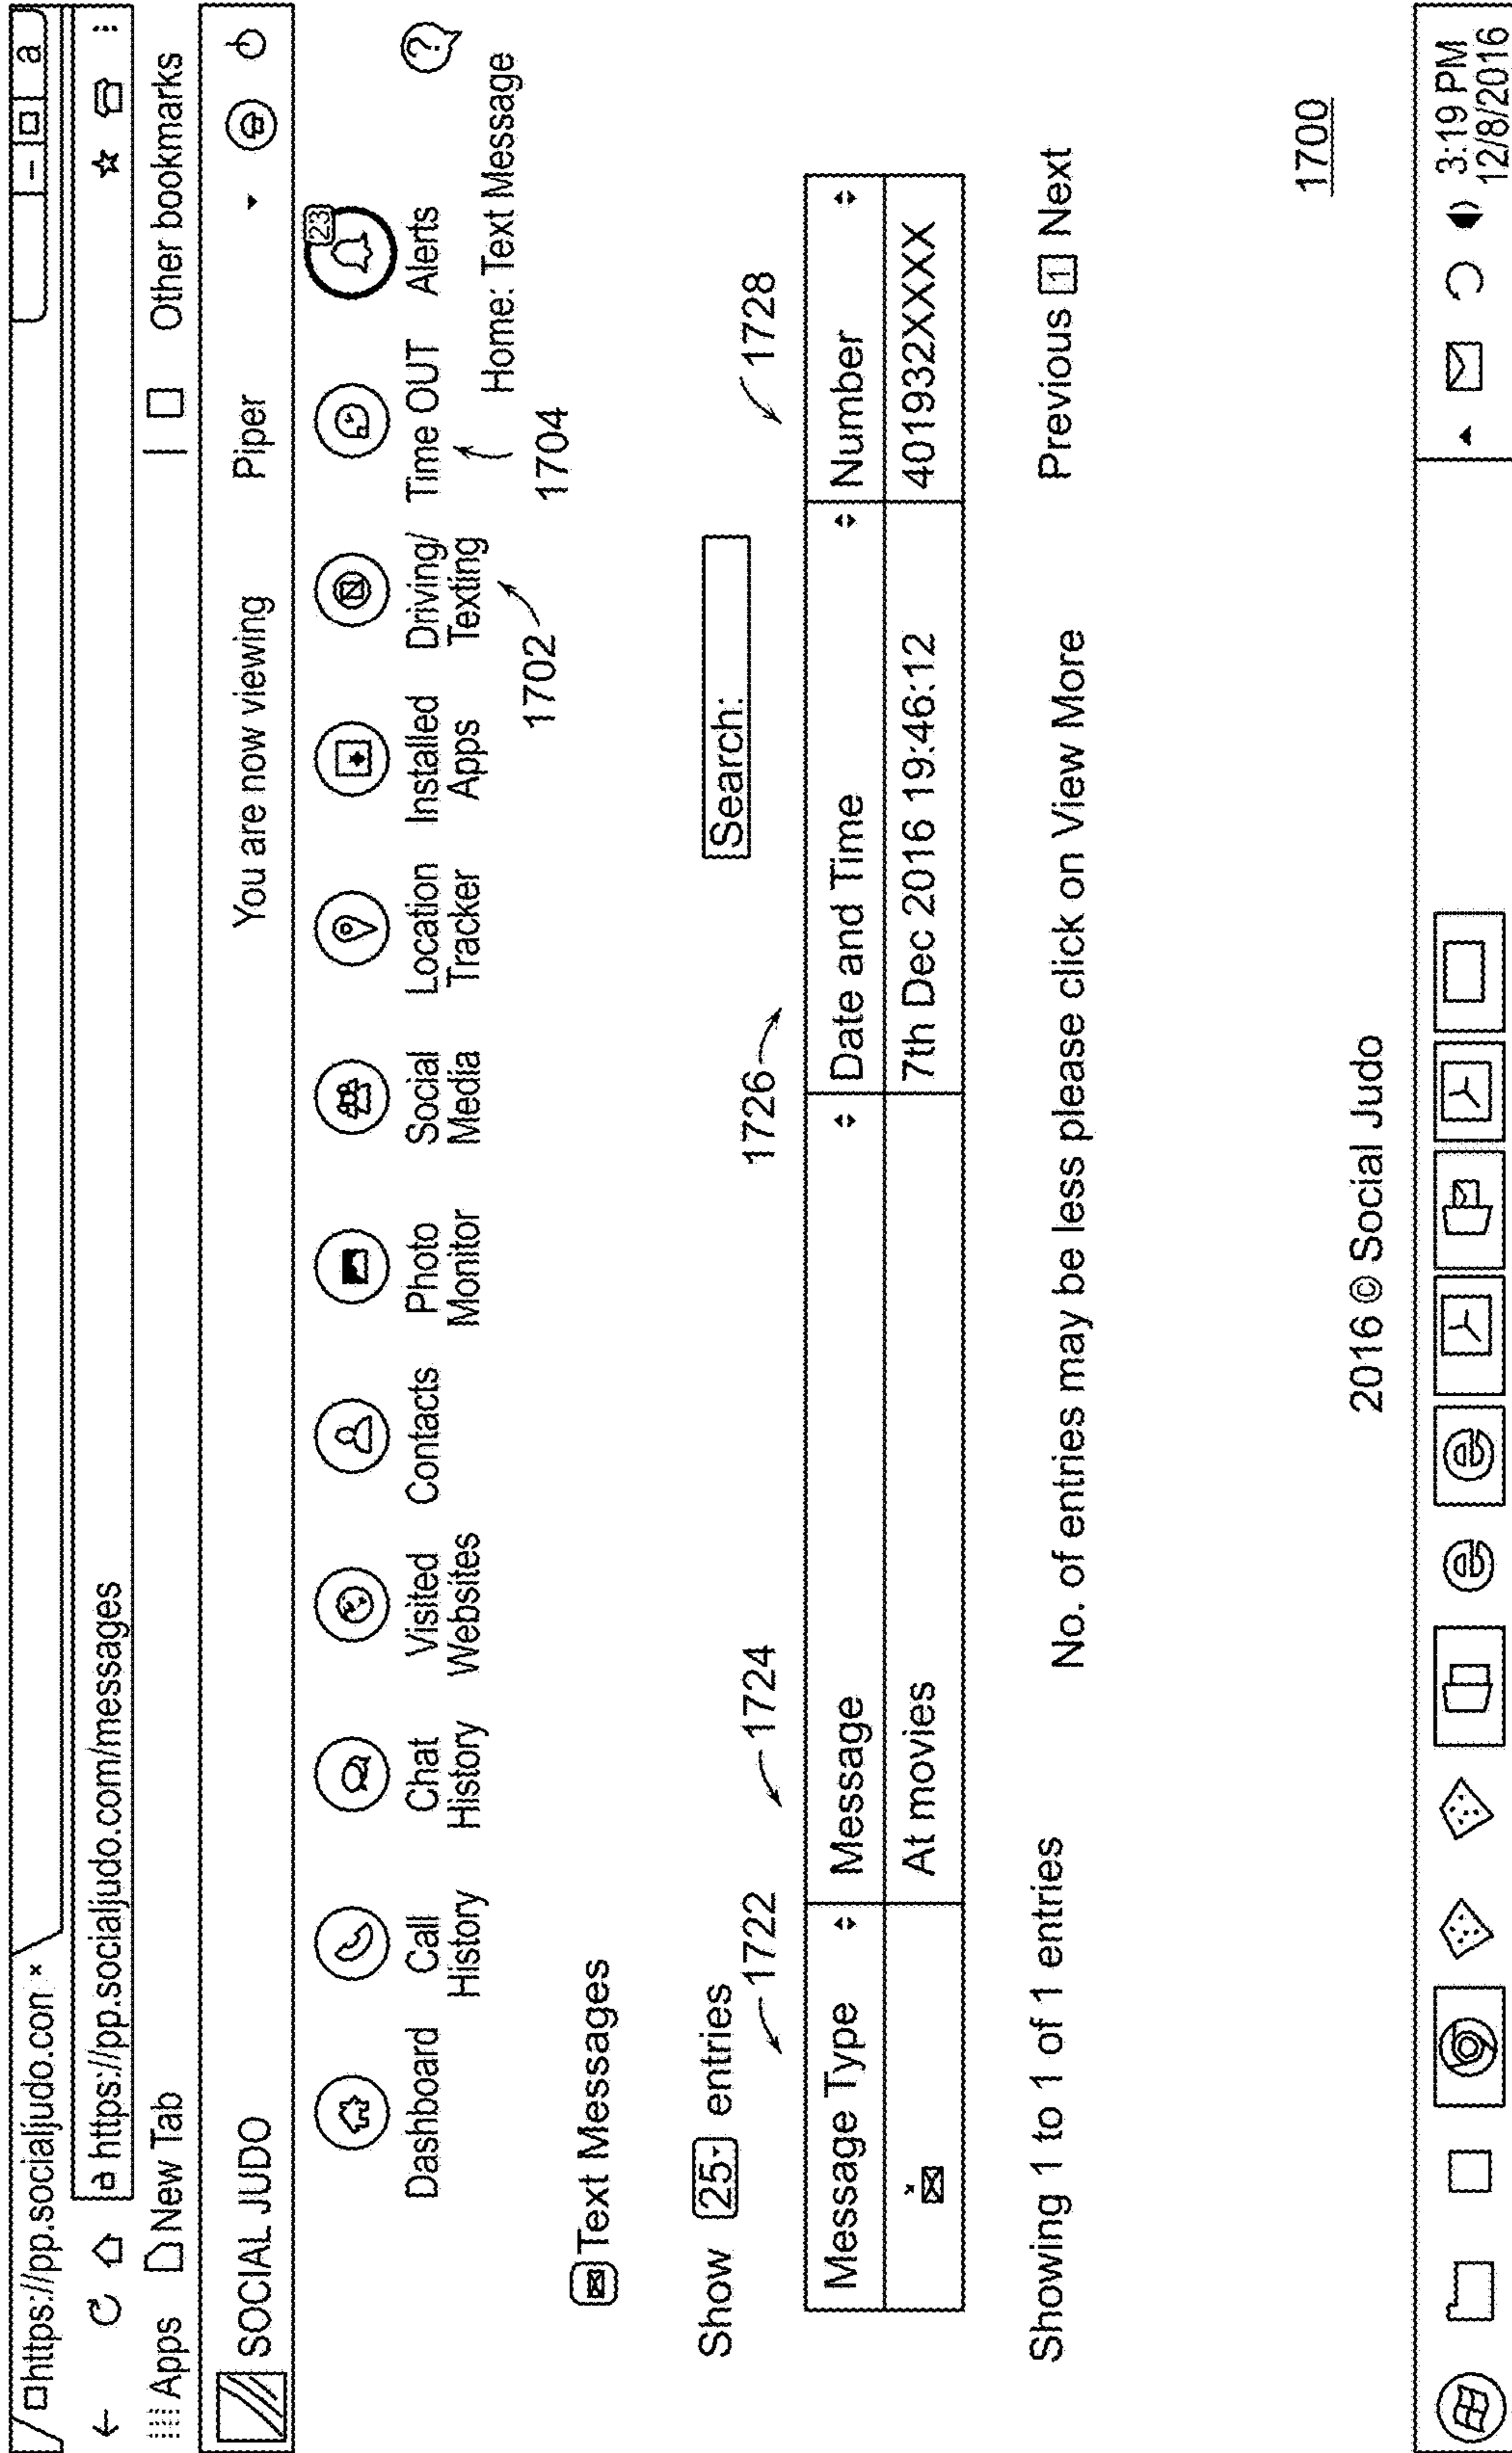 https://pp.socialjudo.con × – a
https://pp.socialjudo.com/messages
Apps New Tab Other bookmarks
SOCIAL JUDO You are now viewing Piper
23
Dashboard Call History Chat History Visited Websites Contacts Photo Monitor Social Media Location Tracker Installed Apps Driving/ Texting Time OUT Alerts ?
Home: Text Message
1702 1704
Text Messages
Show 25 entries Search:
1722 1724 1726 1728
Message Type Message Date and Time Number
At movies 7th Dec 2016 19:46:12 401932XXXX
Showing 1 to 1 of 1 entries No. of entries may be less please click on View More Previous 1 Next
1700
2016 © Social Judo
3:19 PM
12/8/2016